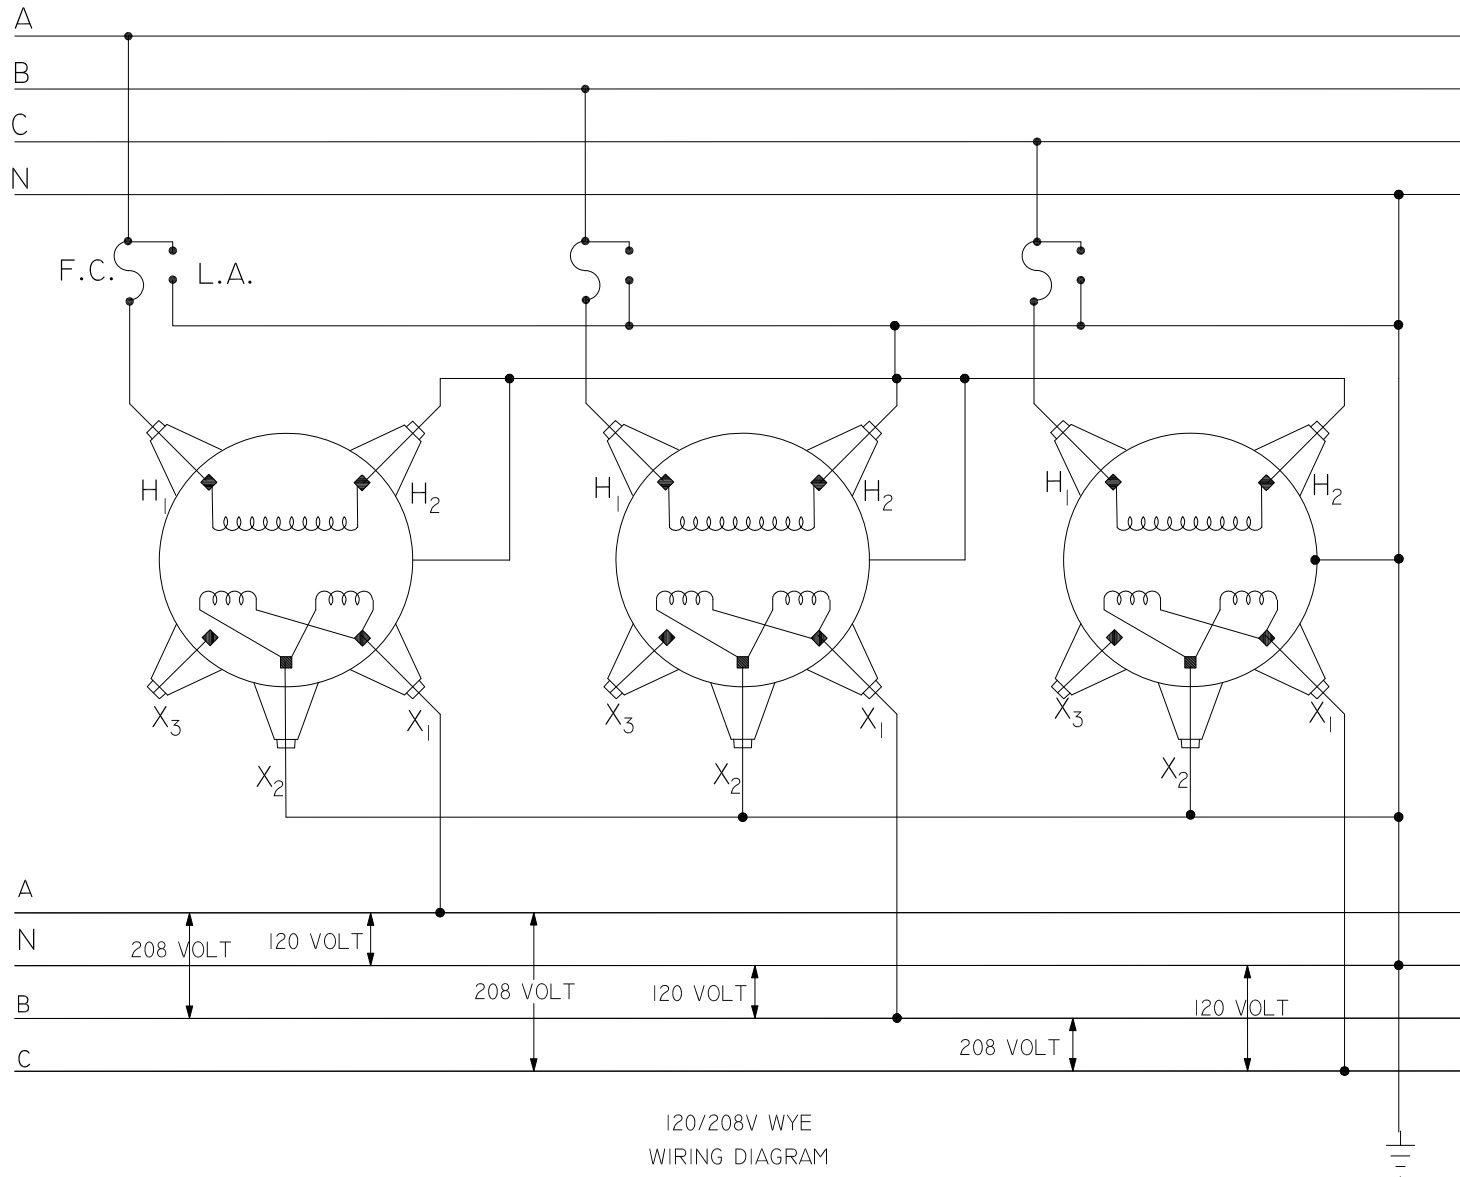 A
B
C
N
F.C. L.A.
H1 H2 H1 H2 H1 H2
X3 X1 X3 X1 X3 X1
X2 X2 X2
A
208 VOLT 120 VOLT
N
208 VOLT 120 VOLT 120 VOLT
B
208 VOLT
C
120/208V WYE
WIRING DIAGRAM